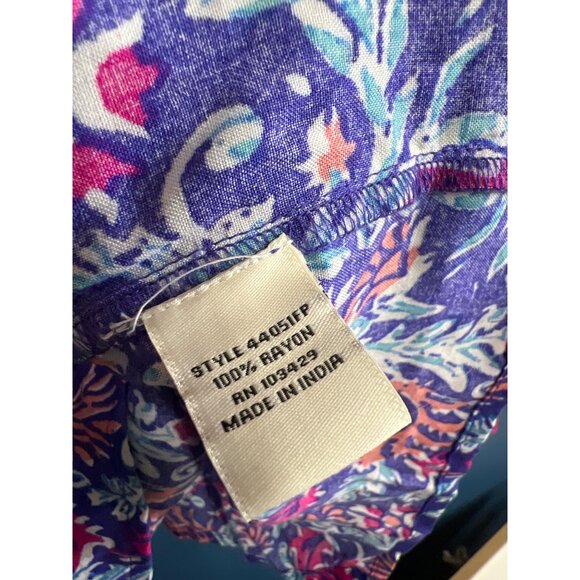 STYLE 44051FP
100% RAYON
RN 103429
MADE IN INDIA